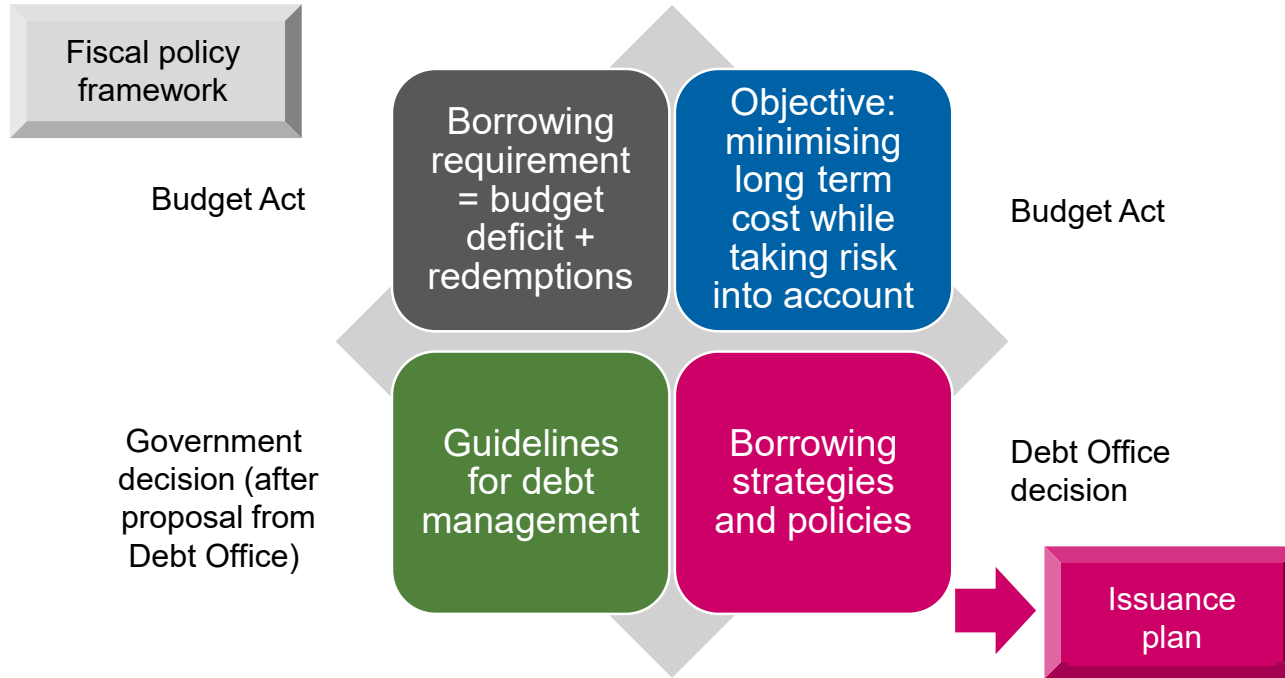 Fiscal policy
framework
Borrowing
requirement
= budget
deficit +
redemptions
Objective:
minimising
long term
cost while
taking risk
into account
Budget Act
Budget Act
Government
decision (after
proposal from
Debt Office)
Guidelines
for debt
management
Borrowing
strategies
and policies
Debt Office
decision
Issuance
plan